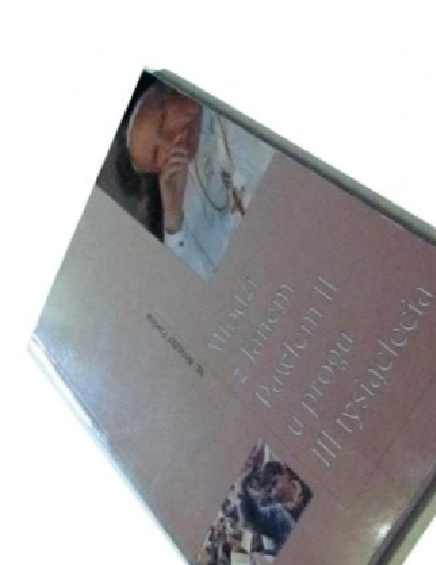 Młodzi
z Janem
Pawłem II
u progu
III tysiąclecia